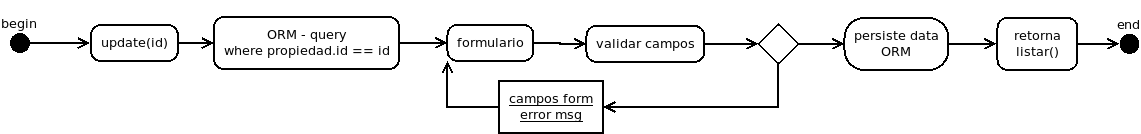 begin
update(id)
ORM - query
where propiedad.id == id
formulario
validar campos
persiste data
ORM
retorna
listar()
end
campos form
error msg